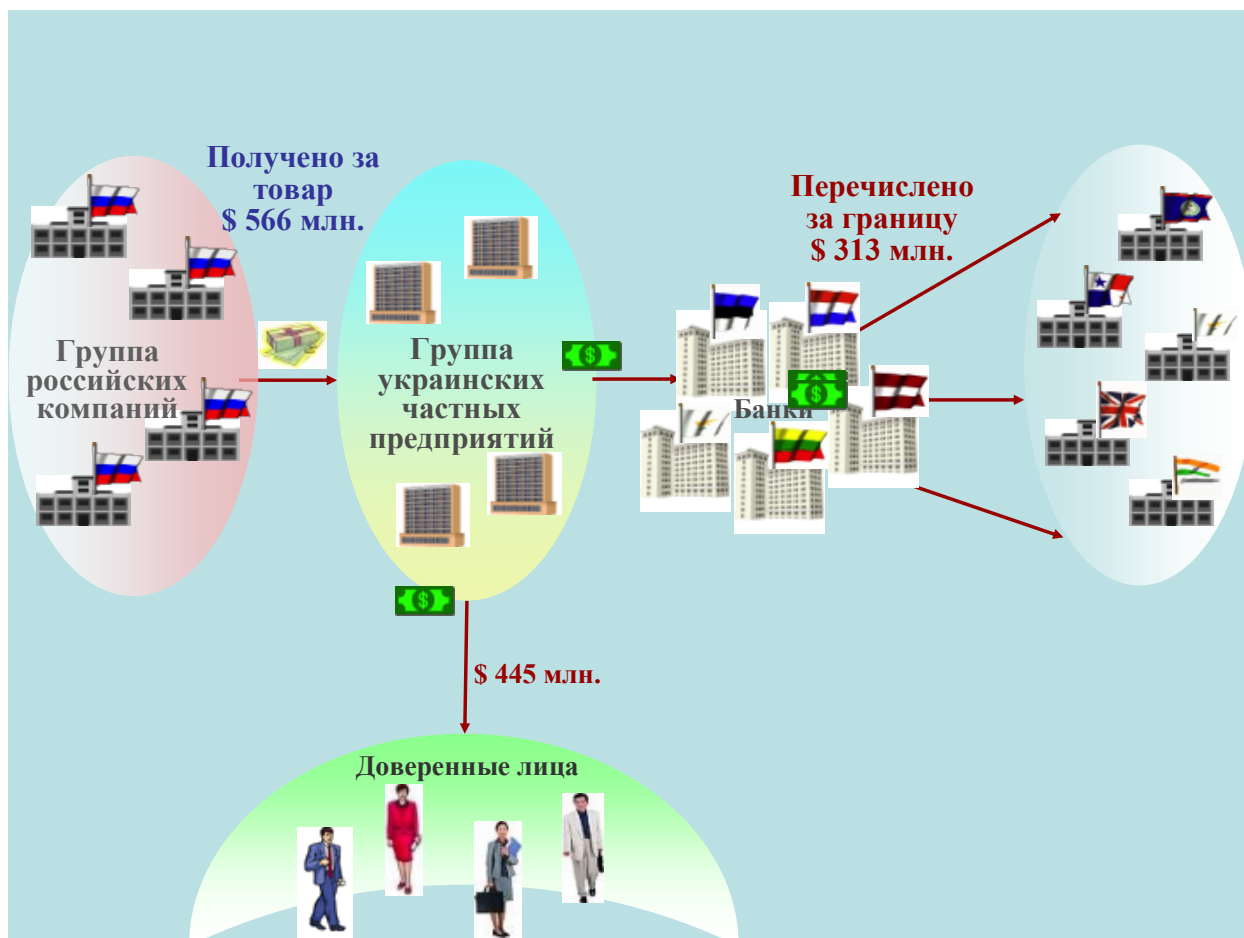 Получено за
товар
$ 566 млн.
Перечислено
за границу
$ 313 млн.
Группа
российских
компаний
Группа
украинских
частных
предприятий
Банки
$ 445 млн.
Доверенные лица